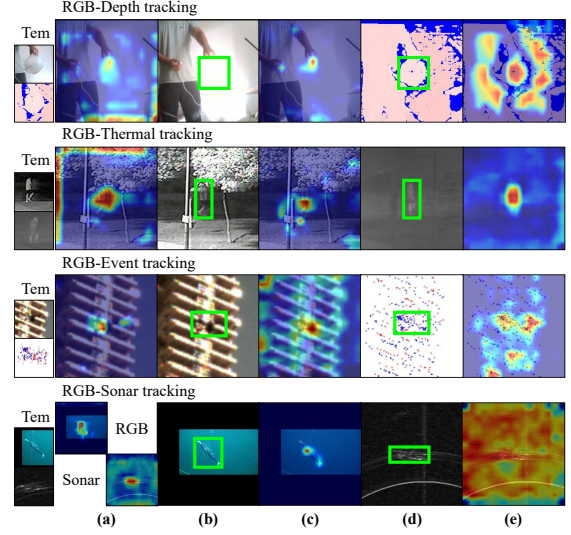 RGB-Depth tracking
Tem
RGB-Thermal tracking
Tem
RGB-Event tracking
Tem
RGB-Sonar tracking
Tem
RGB
Sonar
(a) (b) (c) (d) (e)